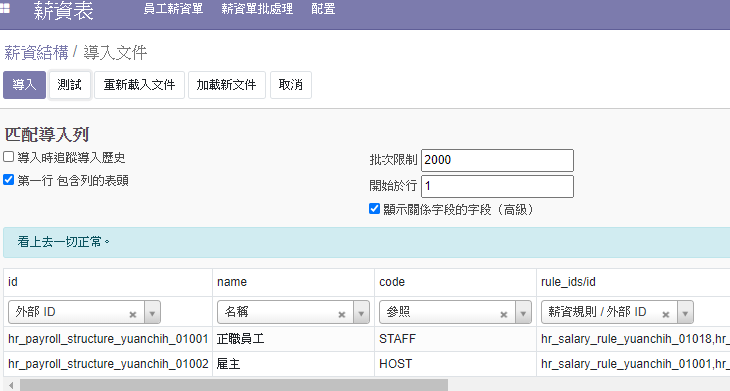 薪資表 員工薪資單 薪資單批處理 配置
薪資結構 / 導入文件
導入 測試 重新載入文件 加載新文件 取消
匹配導入列
導入時追蹤導入歷史
批次限制 2000
第一行 包含列的表頭
開始於行 1
顯示關係字段的字段（高級）
看上去一切正常。
id name code rule_ids/id
外部 ID 名稱 參照 薪資規則 / 外部 ID
hr_payroll_structure_yuanchih_01001 正職員工 STAFF hr_salary_rule_yuanchih_01018,hr_
hr_payroll_structure_yuanchih_01002 雇主 HOST hr_salary_rule_yuanchih_01001,hr_